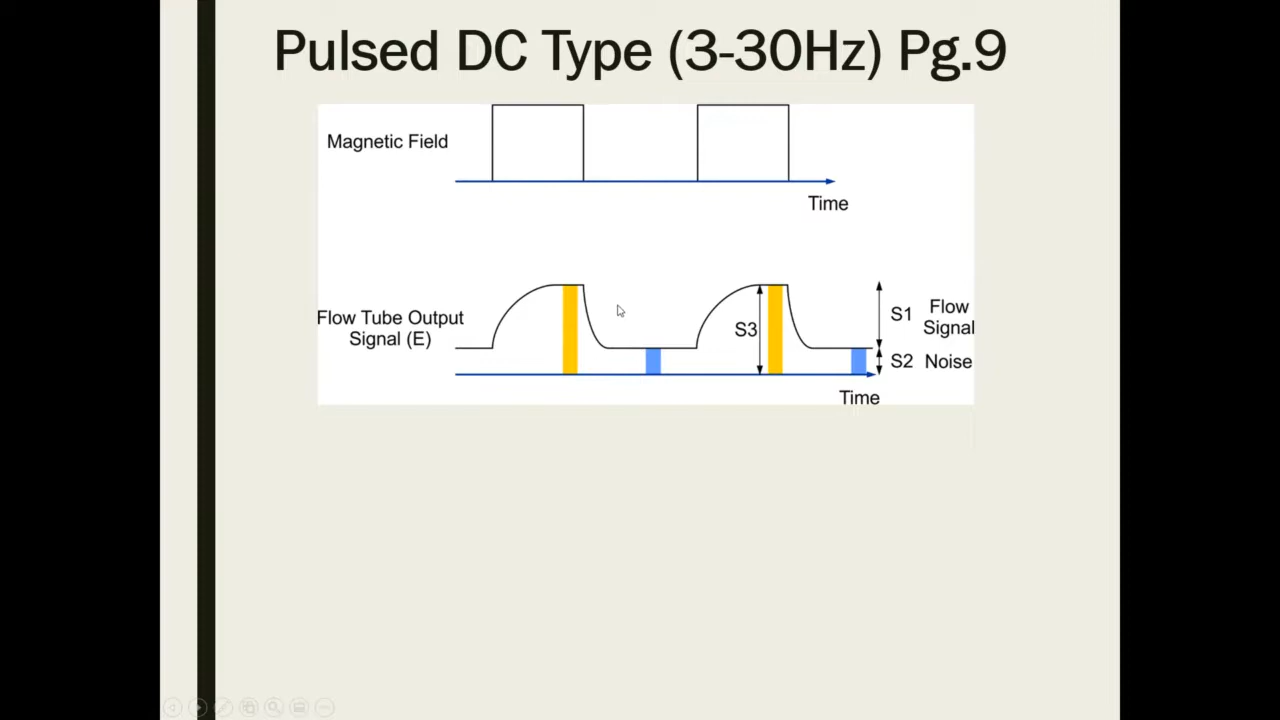 Pulsed DC Type (3-30Hz) Pg.9
Magnetic Field
Time
Flow Tube Output
Signal (E)
S3
S1
Flow
Signal
S2
Noise
Time